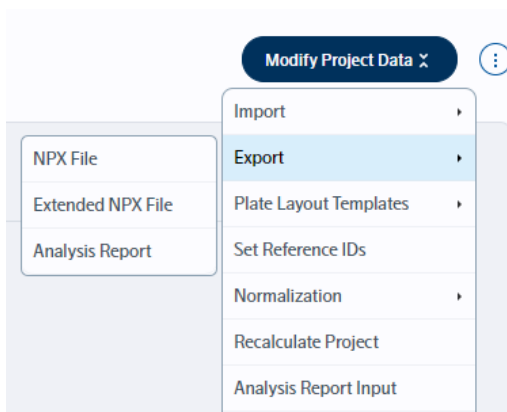 Modify Project Data
Import
Export
Plate Layout Templates
Set Reference IDs
Normalization
Recalculate Project
Analysis Report Input
NPX File
Extended NPX File
Analysis Report